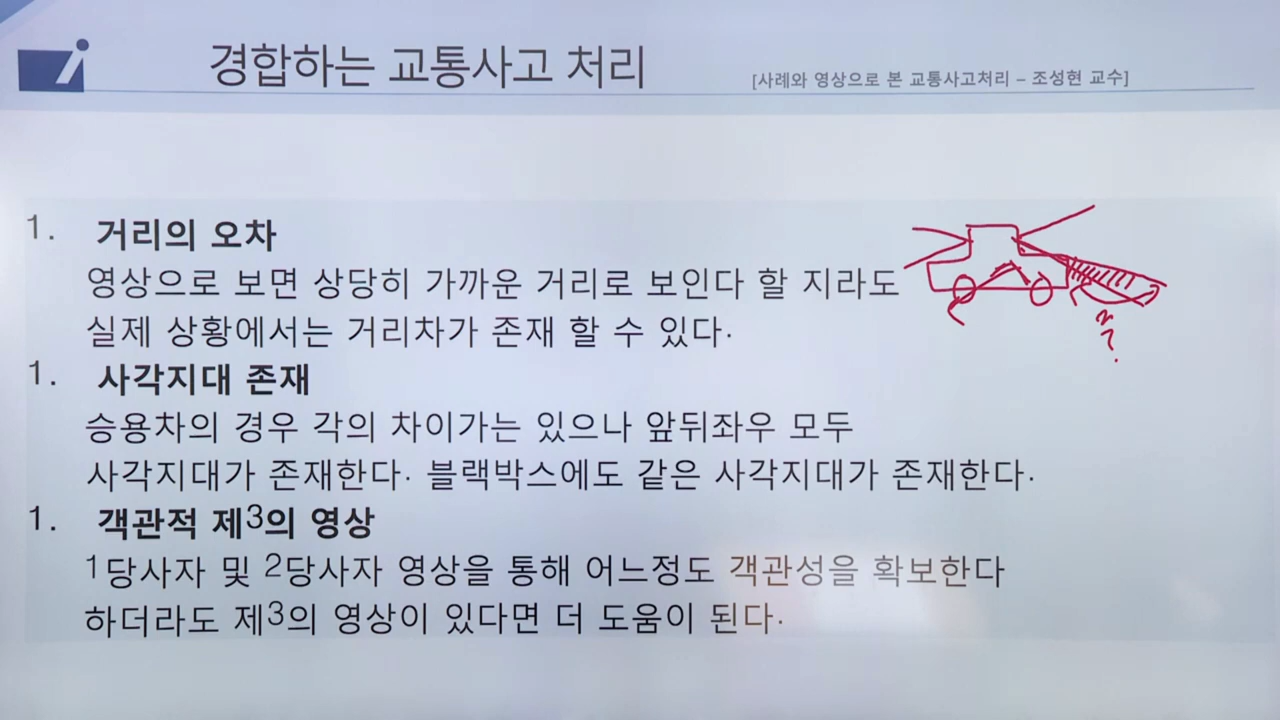 경합하는 교통사고 처리
[사례와 영상으로 본 교통사고처리 – 조성현 교수]
1. 거리의 오차
영상으로 보면 상당히 가까운 거리로 보인다 할 지라도
실제 상황에서는 거리차가 존재 할 수 있다.
1. 사각지대 존재
승용차의 경우 각의 차이가는 있으나 앞뒤좌우 모두
사각지대가 존재한다. 블랙박스에도 같은 사각지대가 존재한다.
1. 객관적 제3의 영상
1당사자 및 2당사자 영상을 통해 어느정도 객관성을 확보한다
하더라도 제3의 영상이 있다면 더 도움이 된다.